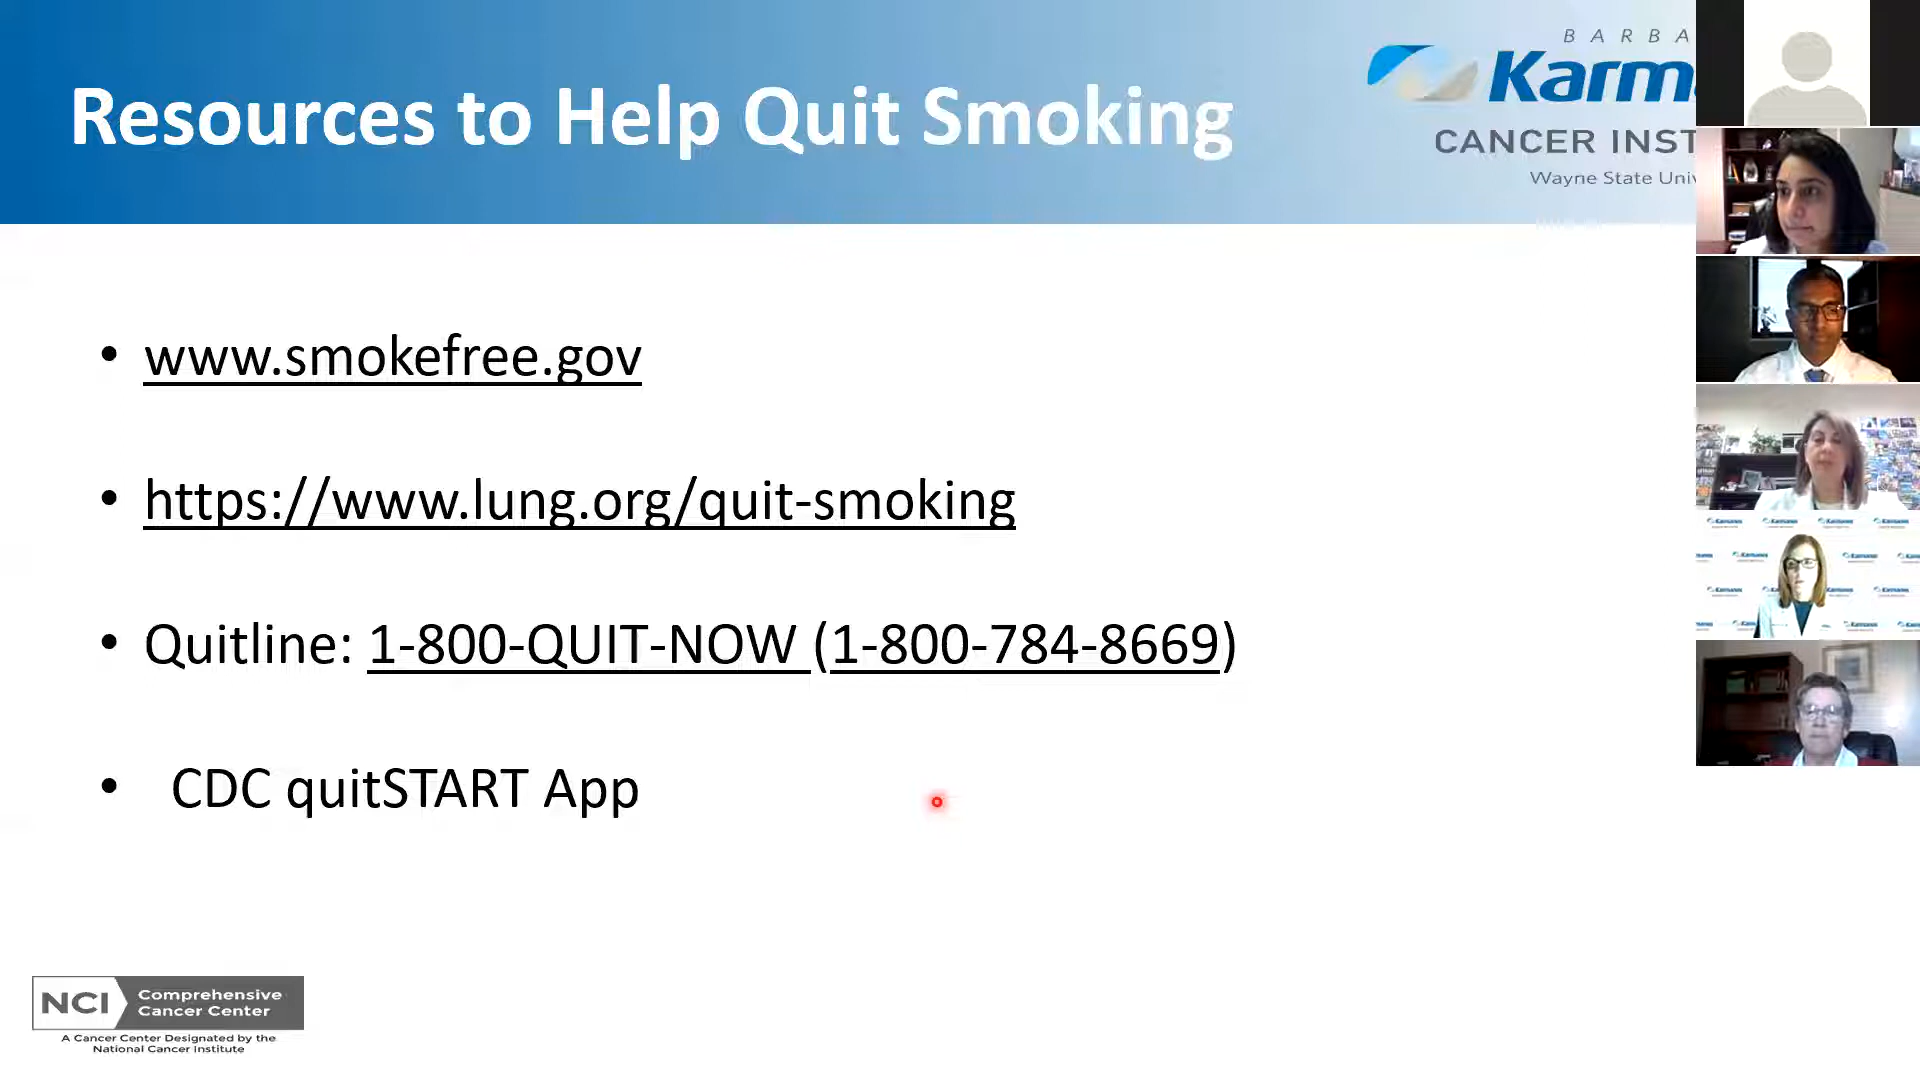 Resources to Help Quit Smoking
BARBA
Karm
CANCER INST
Wayne State Univ
• www.smokefree.gov
• https://www.lung.org/quit-smoking
• Quitline: 1-800-QUIT-NOW (1-800-784-8669)
• CDC quitSTART App
NCI
Comprehensive
Cancer Center
A Cancer Center Designated by the
National Cancer Institute